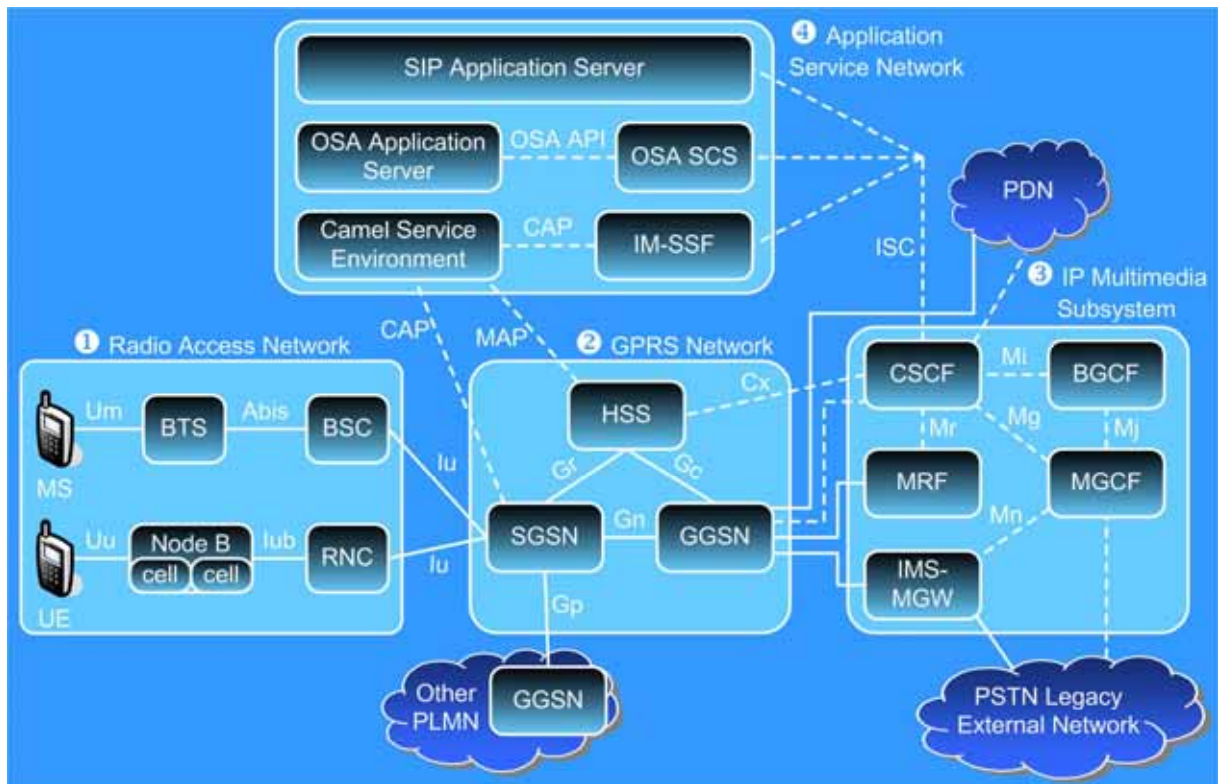 ❹ Application
Service Network
SIP Application Server
OSA Application
Server
OSA API
OSA SCS
Camel Service
Environment
CAP
IM-SSF
ISC
PDN
❸ IP Multimedia
Subsystem
CAP
MAP
❶ Radio Access Network
❷ GPRS Network
Um
BTS
Abis
BSC
MS
Iu
Uu
Node B
cell
cell
Iub
RNC
UE
Iu
HSS
Cx
Gr
Gc
SGSN
Gn
GGSN
Gp
CSCF
Mi
BGCF
Mr
Mg
Mj
MRF
MGCF
Mn
IMS-
MGW
Other
PLMN
GGSN
PSTN Legacy
External Network